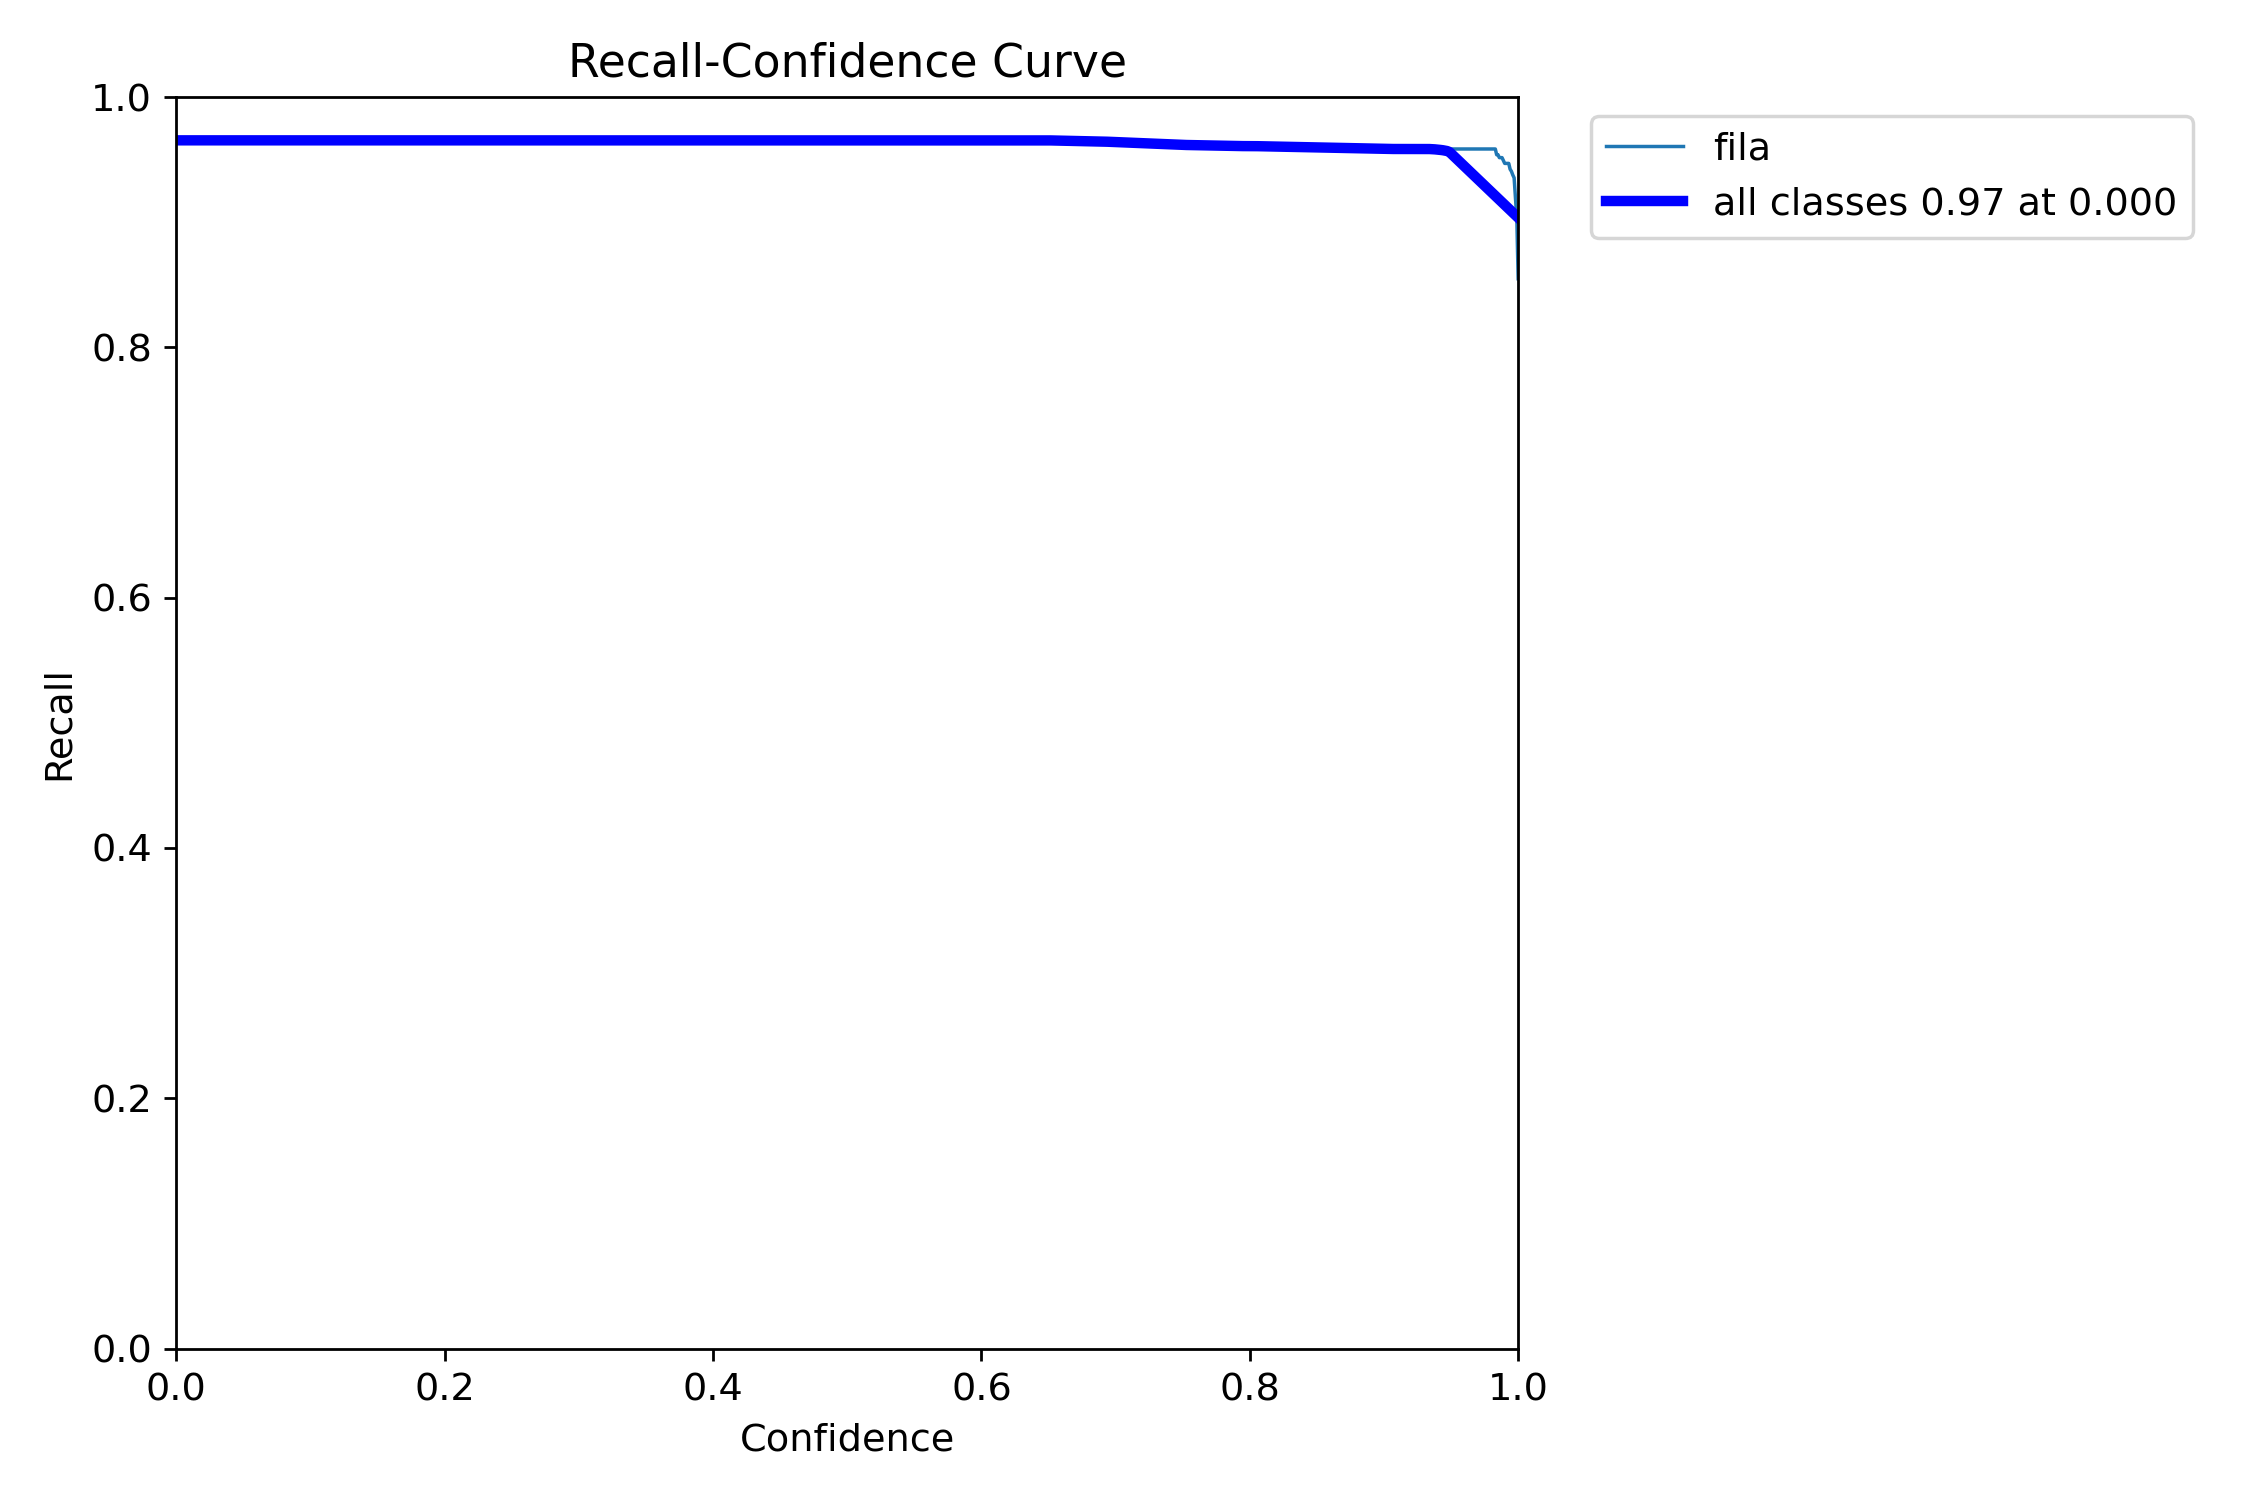 Recall-Confidence Curve
1.0
0.8
0.6
0.4
0.2
0.0
Recall
0.0 0.2 0.4 0.6 0.8 1.0
Confidence
fila
all classes 0.97 at 0.000